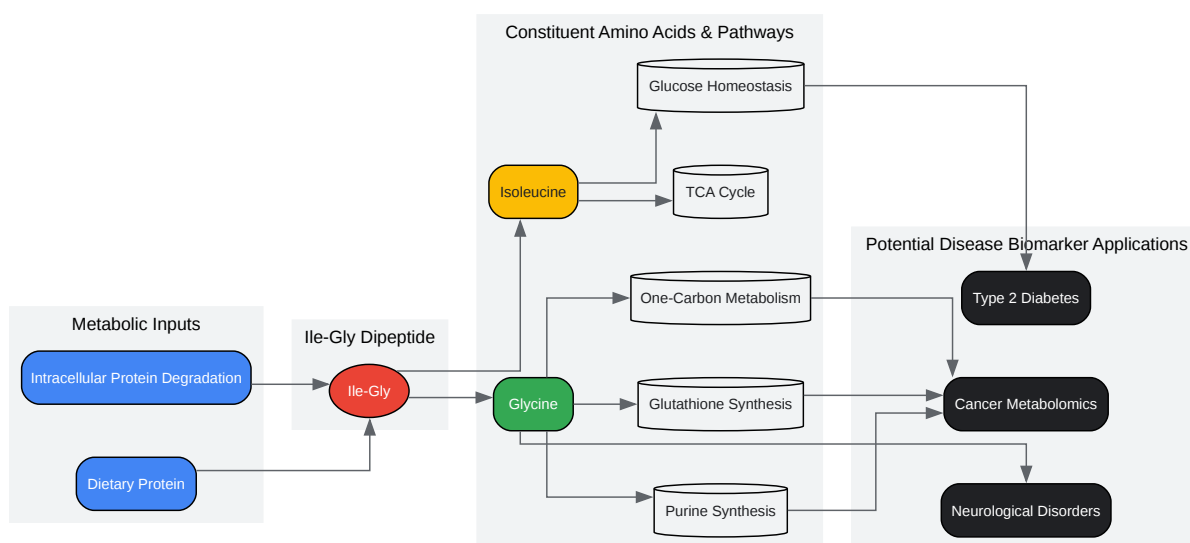 Constituent Amino Acids & Pathways
Glucose Homeostasis
Isoleucine
TCA Cycle
Potential Disease Biomarker Applications
One-Carbon Metabolism
Type 2 Diabetes
Metabolic Inputs
Ile-Gly Dipeptide
Intracellular Protein Degradation
Ile-Gly
Glycine
Glutathione Synthesis
Cancer Metabolomics
Dietary Protein
Purine Synthesis
Neurological Disorders